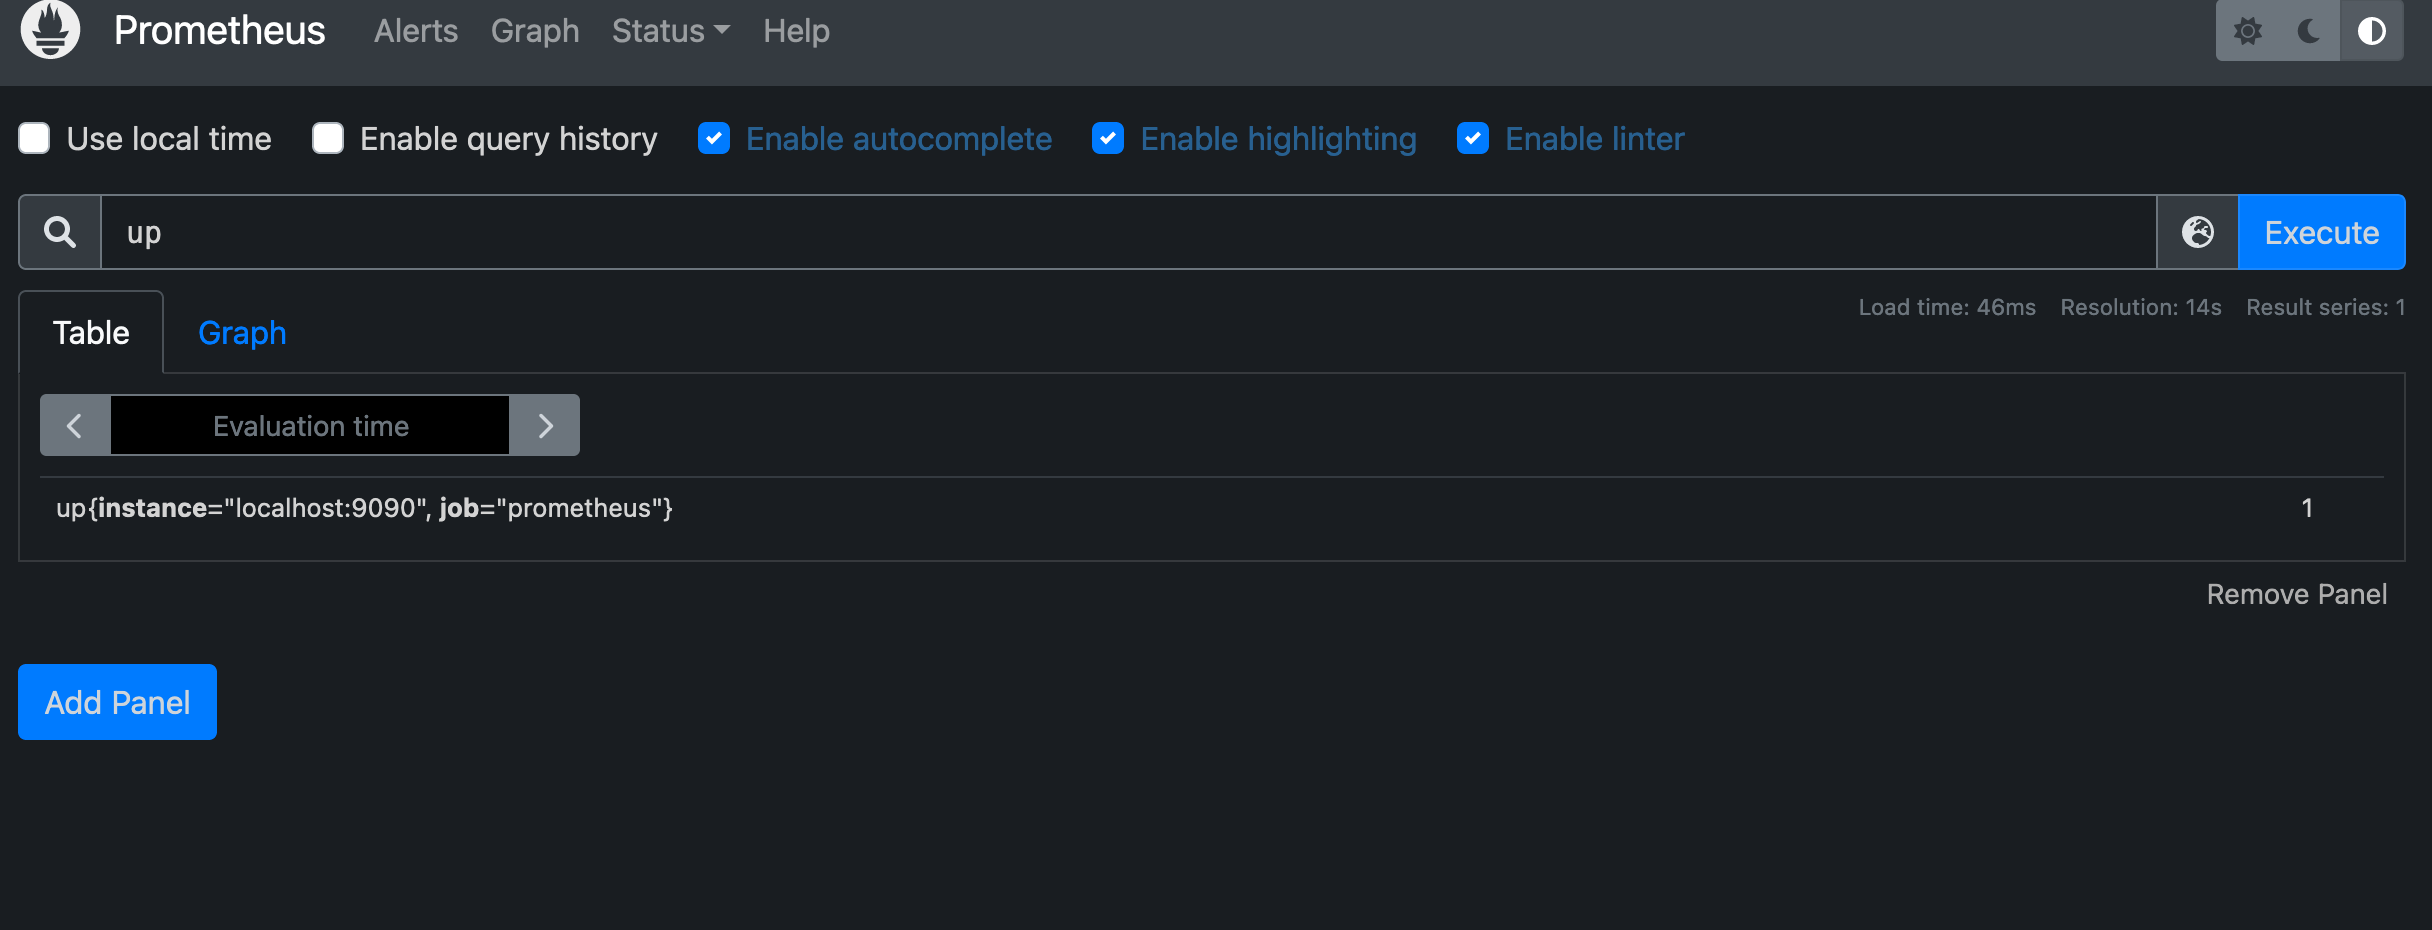 Prometheus Alerts Graph Status Help
Use local time Enable query history Enable autocomplete Enable highlighting Enable linter
up Execute
Table Graph Load time: 46ms Resolution: 14s Result series: 1
Evaluation time
up{instance="localhost:9090", job="prometheus"} 1
Remove Panel
Add Panel